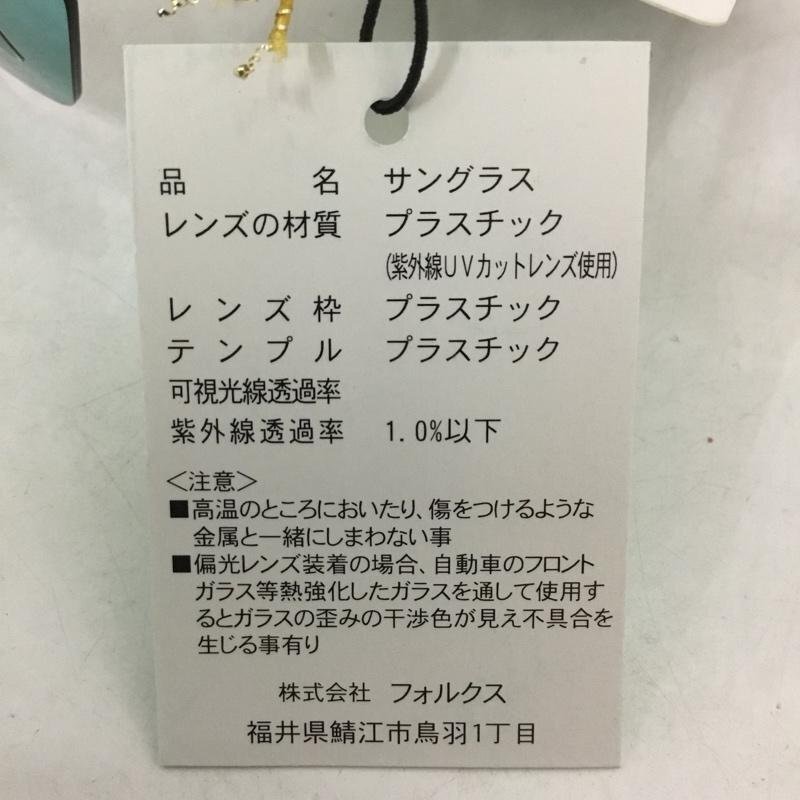 品名 サングラス
レンズの材質 プラスチック
(紫外線UVカットレンズ使用)
レンズ枠 プラスチック
テンプル プラスチック
可視光線透過率
紫外線透過率 1.0%以下
＜注意＞
■高温のところにおいたり、傷をつけるような
金属と一緒にしまわない事
■偏光レンズ装着の場合、自動車のフロント
ガラス等熱強化したガラスを通して使用す
るとガラスの歪みの干渉色が見え不具合を
生じる事有り
株式会社 フォルクス
福井県鯖江市鳥羽1丁目